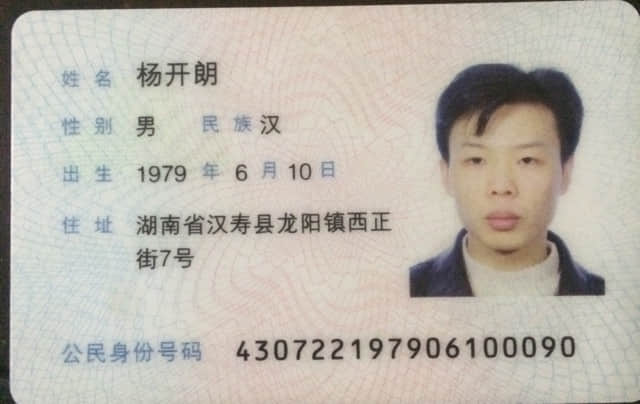 姓名 杨开朗
性别 男 民族 汉
出生 1979 年 6 月 10 日
住址 湖南省汉寿县龙阳镇西正
街7号
公民身份号码 430722197906100090